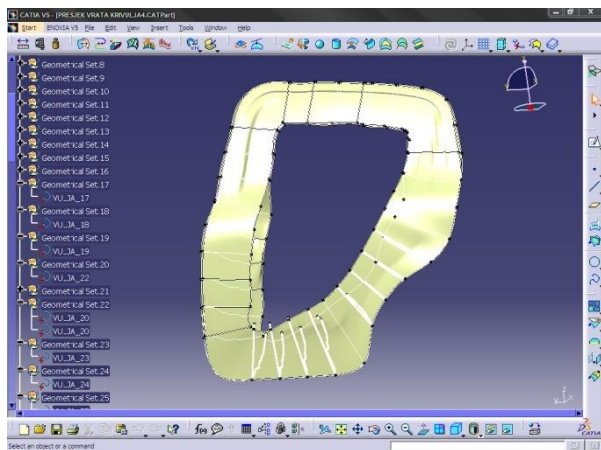 CATIA V5 - [PRESJEK VRATA KRIVULJA4.CATPart]
Start ENOVIA V5 File Edit View Insert Tools Window Help
Geometrical Set.8
Geometrical Set.9
Geometrical Set.10
Geometrical Set.11
Geometrical Set.12
Geometrical Set.13
Geometrical Set.14
Geometrical Set.15
Geometrical Set.16
Geometrical Set.17
VU_JA_17
Geometrical Set.18
VU_JA_18
Geometrical Set.19
VU_JA_19
Geometrical Set.20
VU_JA_22
Geometrical Set.21
Geometrical Set.22
VU_JA_20
VU_JA_20
Geometrical Set.23
VU_JA_23
Geometrical Set.24
VU_JA_24
Geometrical Set.25
CATIA
Select an object or a command